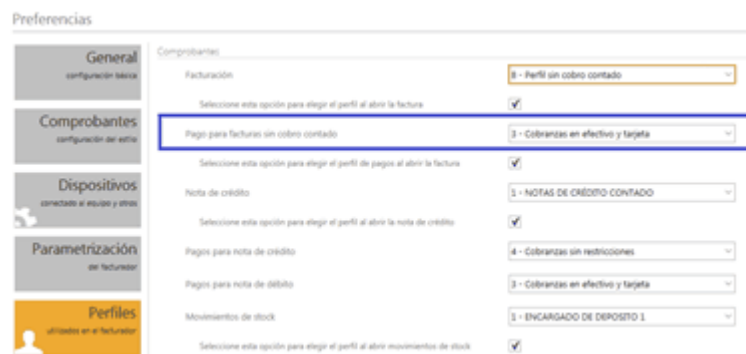 Preferencias
General
configuración básica
Comprobantes
configuración del estilo
Dispositivos
conectado al equipo y otros
Parametrización
del facturador
Perfiles
utilizados en el facturador
Comprobantes
Facturación
8 - Perfil sin cobro contado
Seleccione esta opción para elegir el perfil al abrir la factura
Pago para facturas sin cobro contado
3 - Cobranzas en efectivo y tarjeta
Seleccione esta opción para elegir el perfil de pagos al abrir la factura
Nota de crédito
1 - NOTAS DE CRÉDITO CONTADO
Seleccione esta opción para elegir el perfil al abrir la nota de crédito
Pagos para nota de crédito
4 - Cobranzas sin restricciones
Pagos para nota de débito
3 - Cobranzas en efectivo y tarjeta
Movimientos de stock
1 - ENCARGADO DE DEPOSITO 1
Seleccione esta opción para elegir el perfil al abrir movimientos de stock